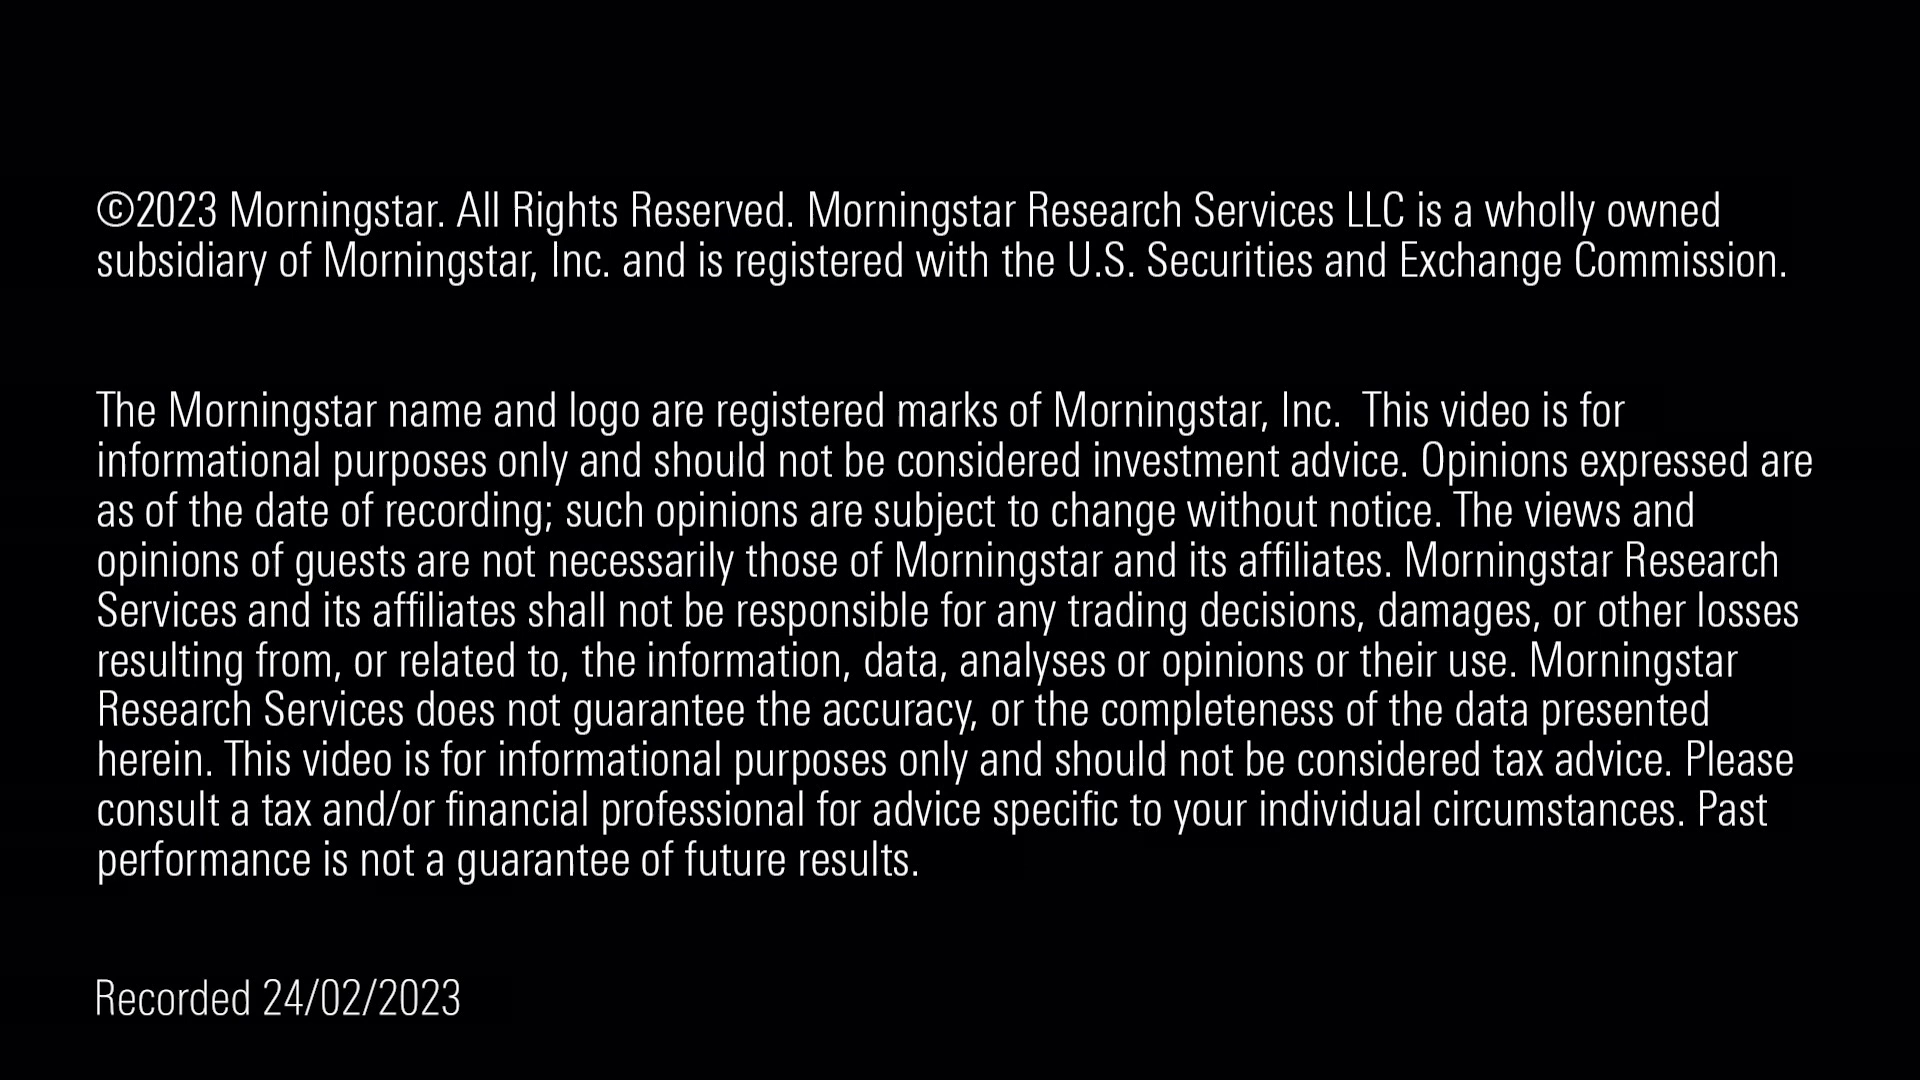 ©2023 Morningstar. All Rights Reserved. Morningstar Research Services LLC is a wholly owned
subsidiary of Morningstar, Inc. and is registered with the U.S. Securities and Exchange Commission.
The Morningstar name and logo are registered marks of Morningstar, Inc.  This video is for
informational purposes only and should not be considered investment advice. Opinions expressed are
as of the date of recording; such opinions are subject to change without notice. The views and
opinions of guests are not necessarily those of Morningstar and its affiliates. Morningstar Research
Services and its affiliates shall not be responsible for any trading decisions, damages, or other losses
resulting from, or related to, the information, data, analyses or opinions or their use. Morningstar
Research Services does not guarantee the accuracy, or the completeness of the data presented
herein. This video is for informational purposes only and should not be considered tax advice. Please
consult a tax and/or financial professional for advice specific to your individual circumstances. Past
performance is not a guarantee of future results.
Recorded 24/02/2023